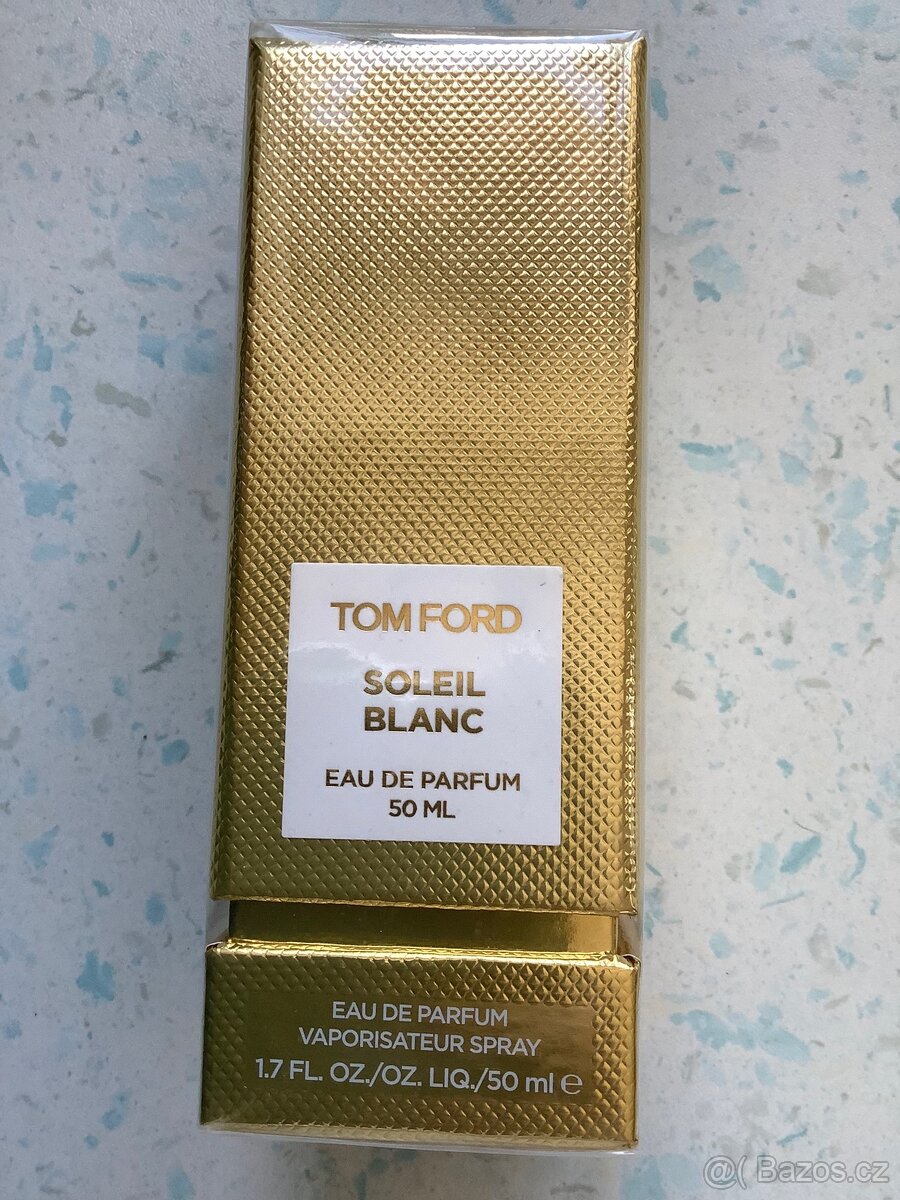 TOM FORD
SOLEIL
BLANC
EAU DE PARFUM
50 ML
EAU DE PARFUM
VAPORISATEUR SPRAY
1.7 FL. OZ./OZ. LIQ./50 ml ℮
@( Bazos.cz